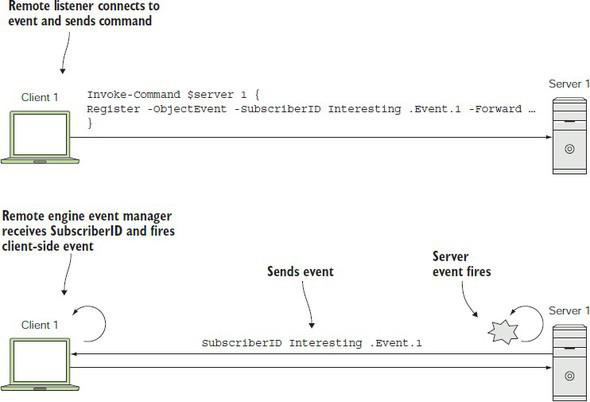 Remote listener connects to
event and sends command
Client 1
Server 1
Invoke-Command $server 1 {
Register -ObjectEvent -SubscriberID Interesting .Event.1 -Forward …
}
Remote engine event manager
receives SubscriberID and fires
client-side event
Sends event
Server
event fires
Client 1
Server 1
SubscriberID Interesting .Event.1